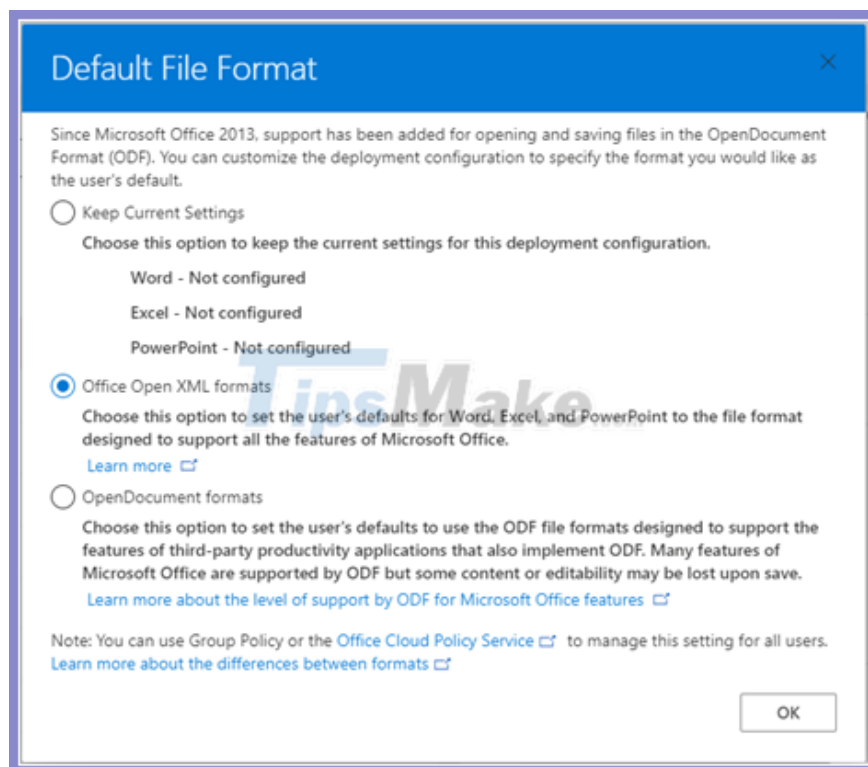 Default File Format
Since Microsoft Office 2013, support has been added for opening and saving files in the OpenDocument
Format (ODF). You can customize the deployment configuration to specify the format you would like as
the user's default.
Keep Current Settings
Choose this option to keep the current settings for this deployment configuration.
Word - Not configured
Excel - Not configured
PowerPoint - Not configured
TipsMake
Office Open XML formats
Choose this option to set the user's defaults for Word, Excel, and PowerPoint to the file format
designed to support all the features of Microsoft Office.
Learn more
OpenDocument formats
Choose this option to set the user's defaults to use the ODF file formats designed to support the
features of third-party productivity applications that also implement ODF. Many features of
Microsoft Office are supported by ODF but some content or editability may be lost upon save.
Learn more about the level of support by ODF for Microsoft Office features
Note: You can use Group Policy or the Office Cloud Policy Service to manage this setting for all users.
Learn more about the differences between formats
OK